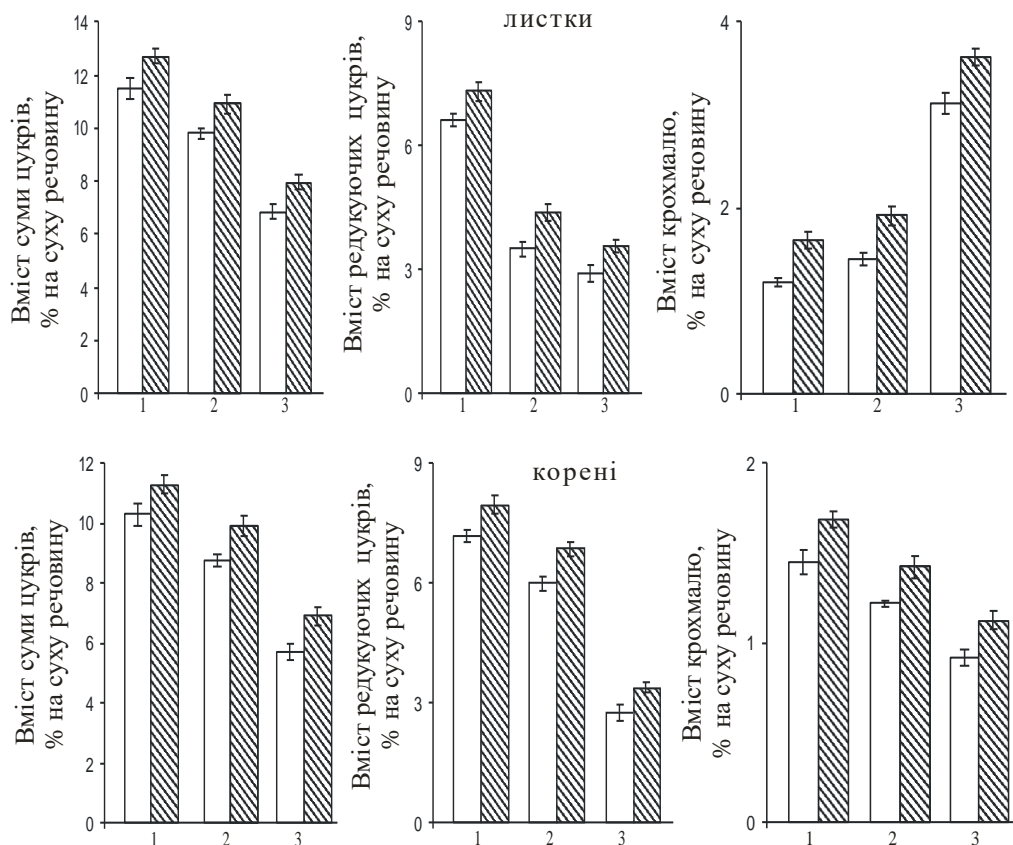 листки
Вміст суми цукрів,
% на суху речовину
14
12
10
8
6
4
2
0
1 2 3
Вміст редукуючих цукрів,
% на суху речовину
9
6
3
0
1 2 3
Вміст крохмалю,
% на суху речовину
4
2
0
1 2 3
корені
Вміст суми цукрів,
% на суху речовину
12
10
8
6
4
2
0
1 2 3
Вміст редукуючих цукрів,
% на суху речовину
9
6
3
0
1 2 3
Вміст крохмалю,
% на суху речовину
2
1
0
1 2 3